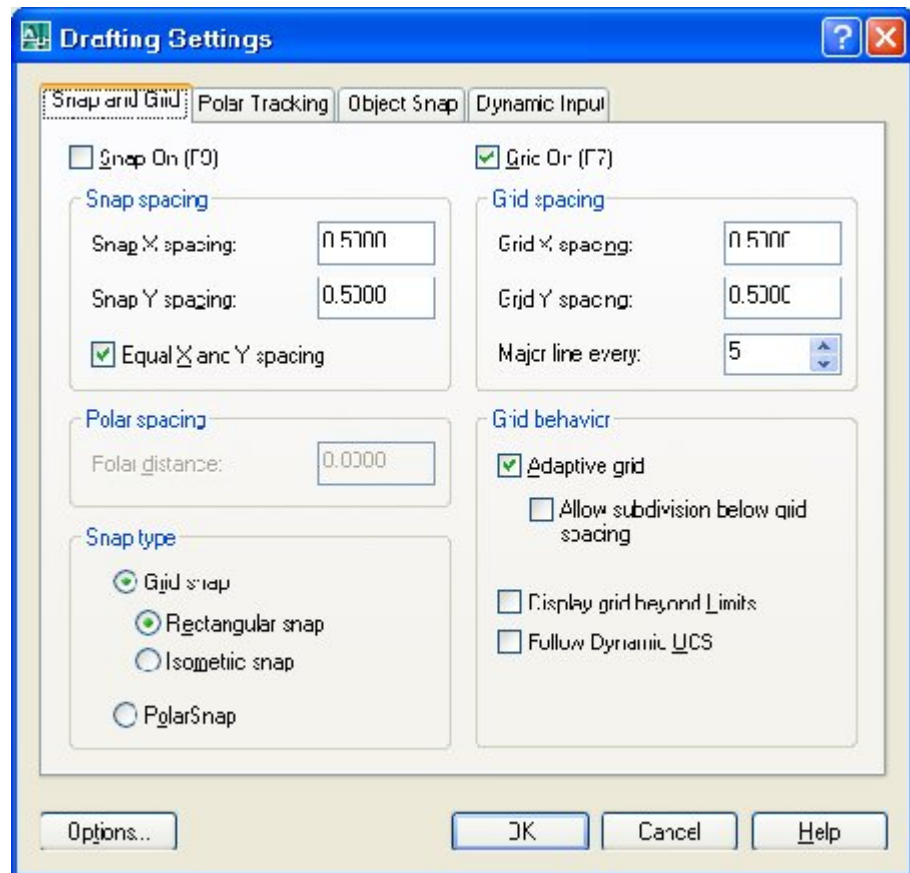 Drafting Settings
Snap and Grid
Polar Tracking
Object Snap
Dynamic Input
Snap On (F9)
Grid On (F7)
Snap spacing
Snap X spacing: 0.5000
Snap Y spacing: 0.5000
Equal X and Y spacing
Grid spacing
Grid X spacing: 0.5000
Grid Y spacing: 0.5000
Major line every: 5
Polar spacing
Polar distance: 0.0000
Snap type
Grid snap
Rectangular snap
Isometric snap
PolarSnap
Grid behavior
Adaptive grid
Allow subdivision below grid
spacing
Display grid beyond Limits
Follow Dynamic UCS
Options...
OK
Cancel
Help